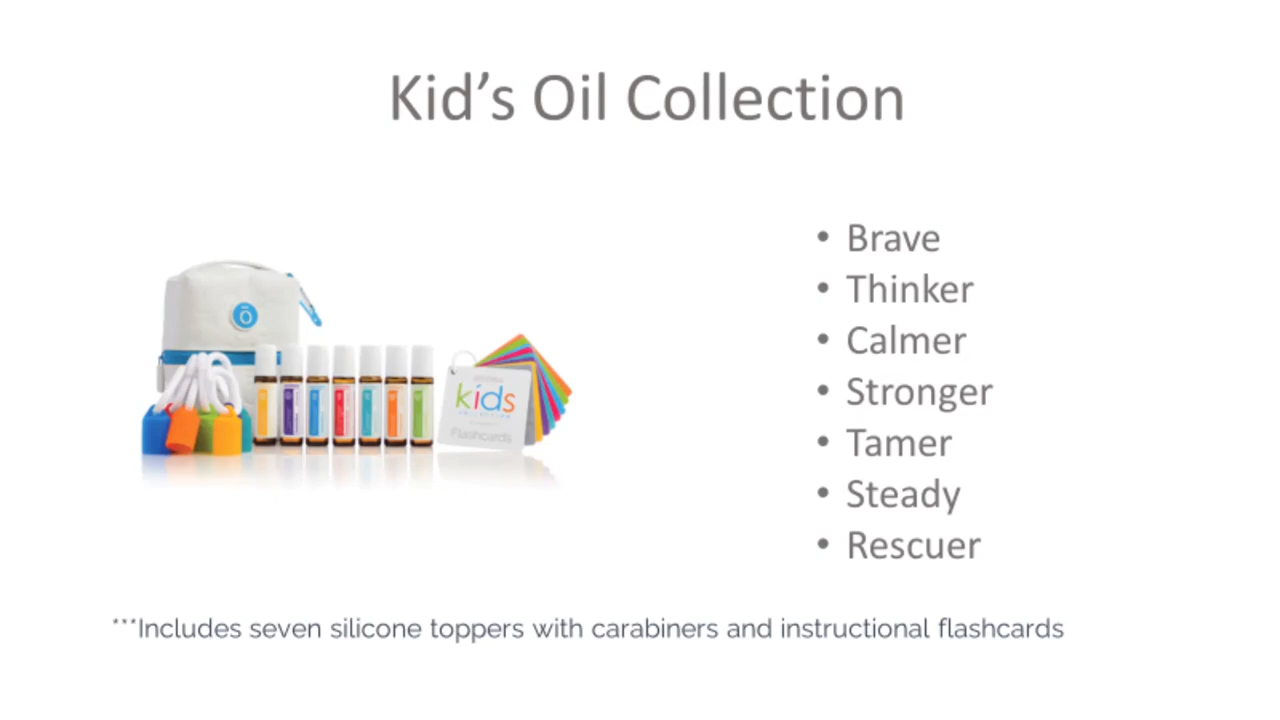 Kid’s Oil Collection
ō
kids
COLLECTION
Flashcards
• Brave
• Thinker
• Calmer
• Stronger
• Tamer
• Steady
• Rescuer
***Includes seven silicone toppers with carabiners and instructional flashcards